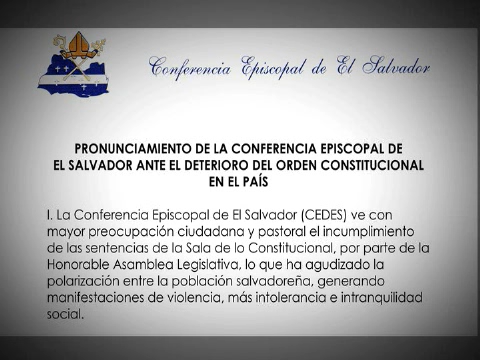 Conferencia Episcopal de El Salvador
PRONUNCIAMIENTO DE LA CONFERENCIA EPISCOPAL DE
EL SALVADOR ANTE EL DETERIORO DEL ORDEN CONSTITUCIONAL
EN EL PAÍS
I. La Conferencia Episcopal de El Salvador (CEDES) ve con
mayor preocupación ciudadana y pastoral el incumplimiento
de las sentencias de la Sala de lo Constitucional, por parte de la
Honorable Asamblea Legislativa, lo que ha agudizado la
polarización entre la población salvadoreña, generando
manifestaciones de violencia, más intolerancia e intranquilidad
social.